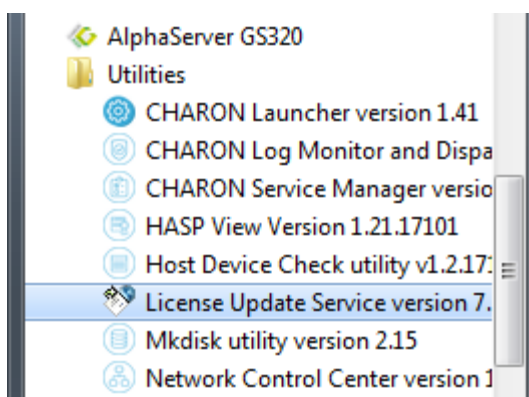 AlphaServer GS320
Utilities
CHARON Launcher version 1.41
CHARON Log Monitor and Dispa
CHARON Service Manager versio
HASP View Version 1.21.17101
Host Device Check utility v1.2.171
License Update Service version 7.
Mkdisk utility version 2.15
Network Control Center version 1